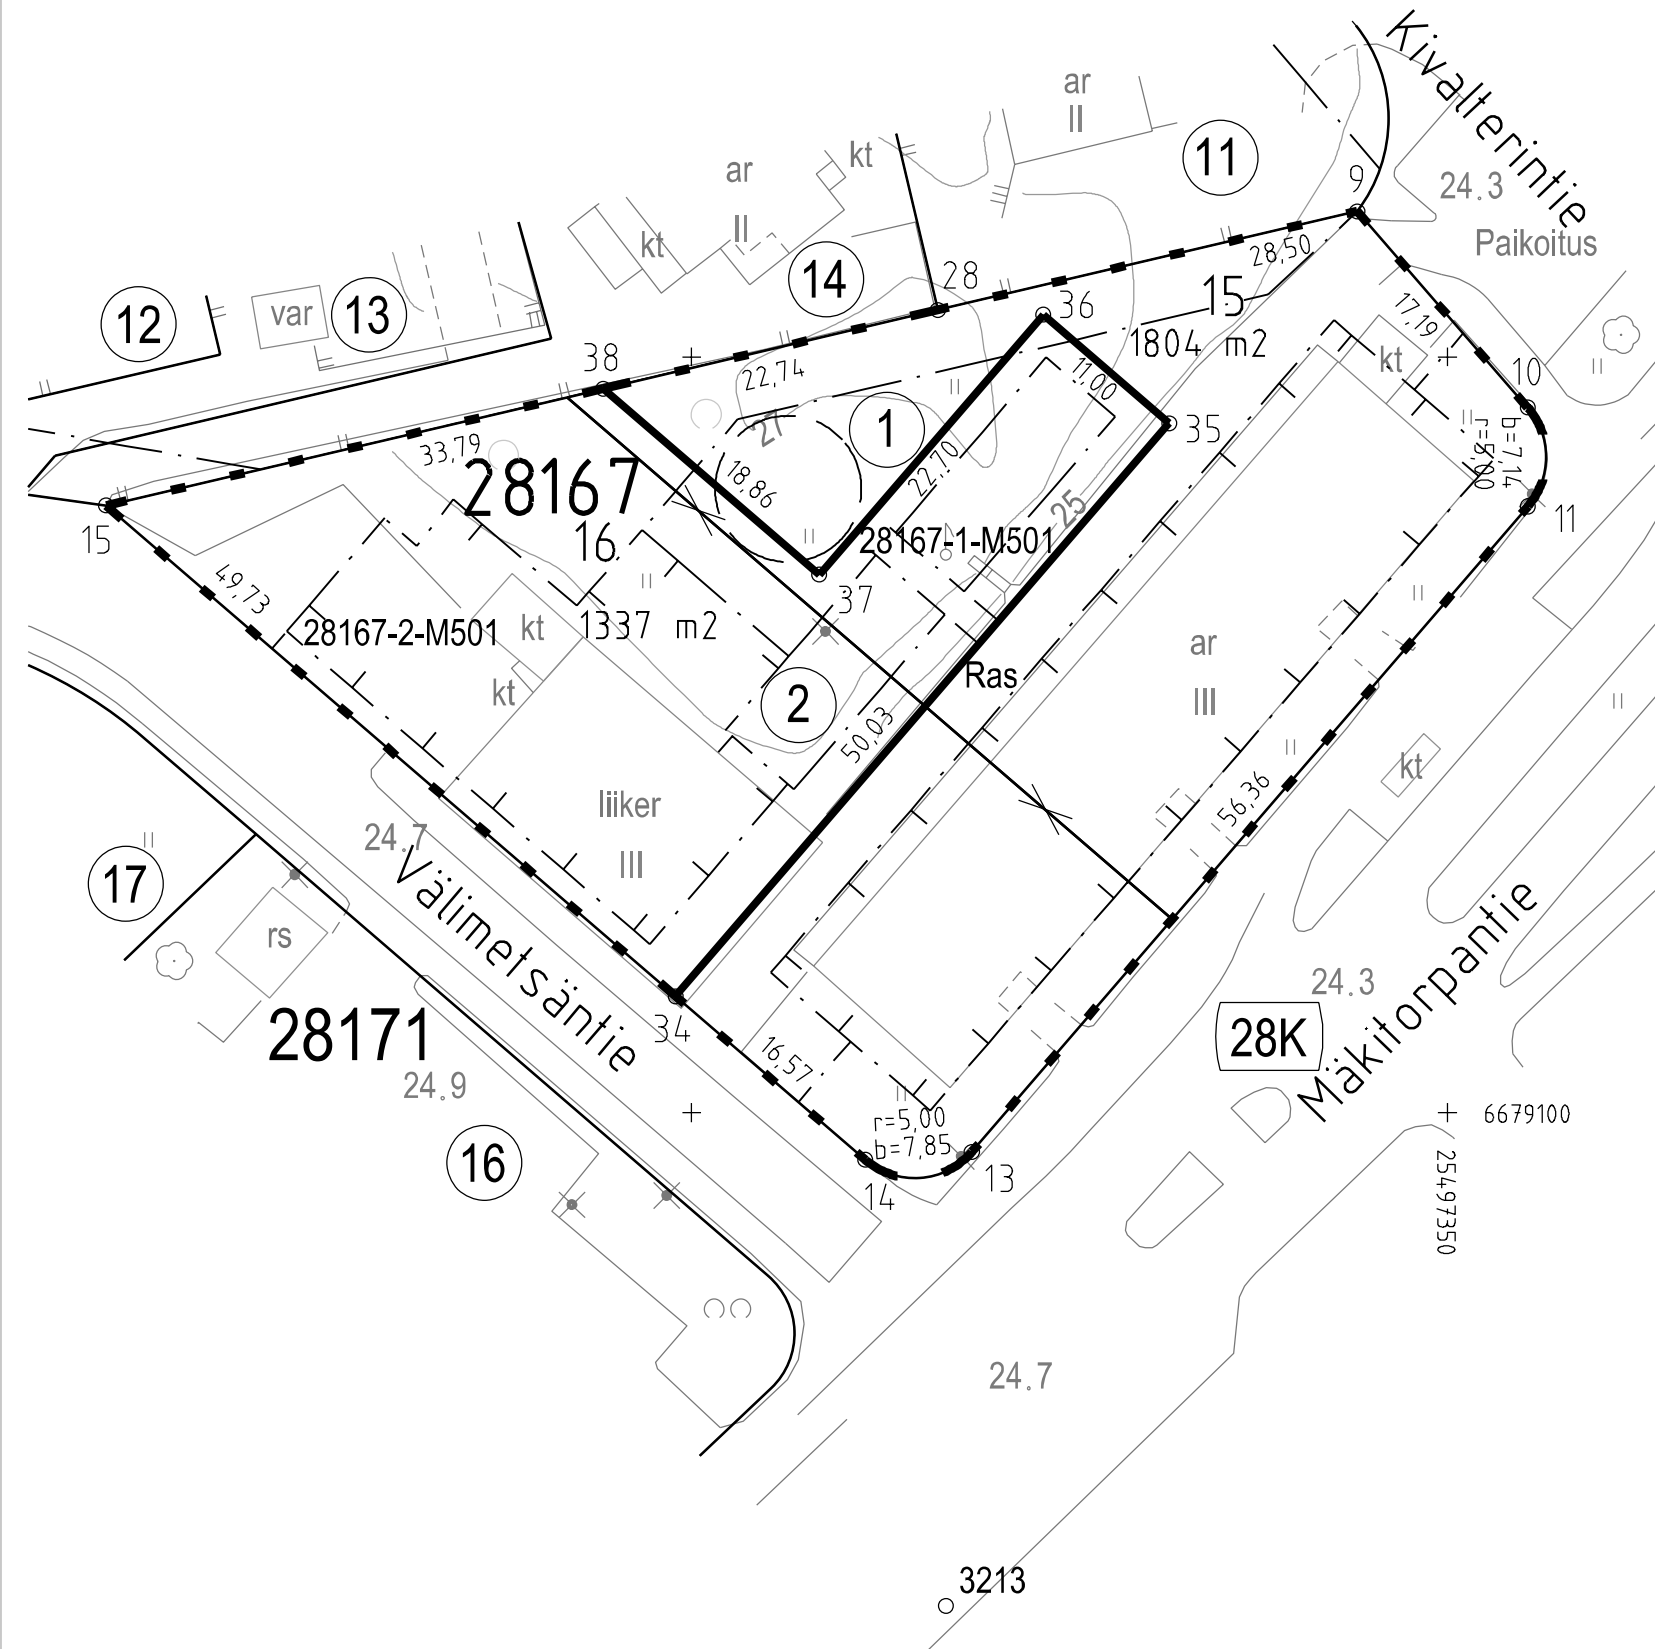 Kivalterintie
ar
II
11
9
24.3
Paikoitus
ar
II
kt
kt
14
28
28,50
15
1804 m2
36
17,19
10
12
var
13
38
22,74
11,00
kt
1
27
35
r=5,00
b=7,14
11
33,79
28167
18,86
22,70
25
15
16
28167-1-M501
37
49,73
28167-2-M501
kt
1337 m2
kt
2
Ras
50,03
ar
III
kt
56,36
liiker
III
24.7
Välimetsäntie
17
rs
28171
24.9
34
16,57
r=5,00
b=7,85
14
13
16
24.3
28K
Mäkitorpantie
6679100
25497350
24.7
3213